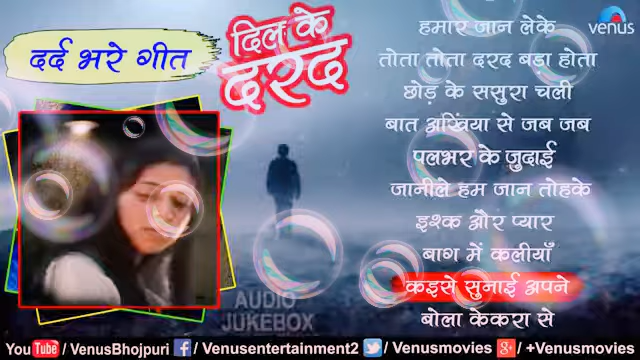 दर्द भरे गीत
दिल के
दरद
venus
हमार जान लेके
तोता तोता दरद बडा होता
छोड़ के ससुरा चली
बात अखिंया से जब जब
पलभर के जुदाई
जानीले हम जान तोहके
इश्क और प्यार
बाग में कलीयाँ
कइसे सुनाई अपने
बोला केकरा से
AUDIO
JUKEBOX
You Tube / VenusBhojpuri f / Venusentertainment2 / Venusmovies g+ / +Venusmovies